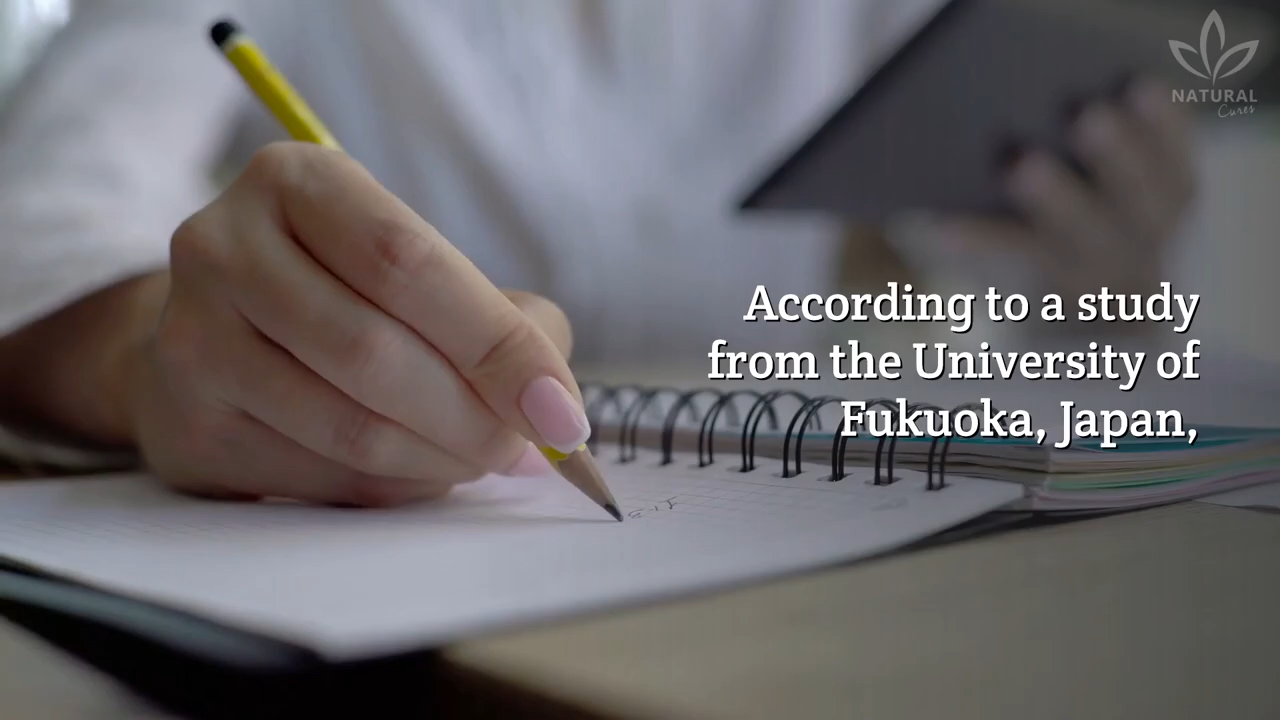 NATURAL
Cures
According to a study
from the University of
Fukuoka, Japan,